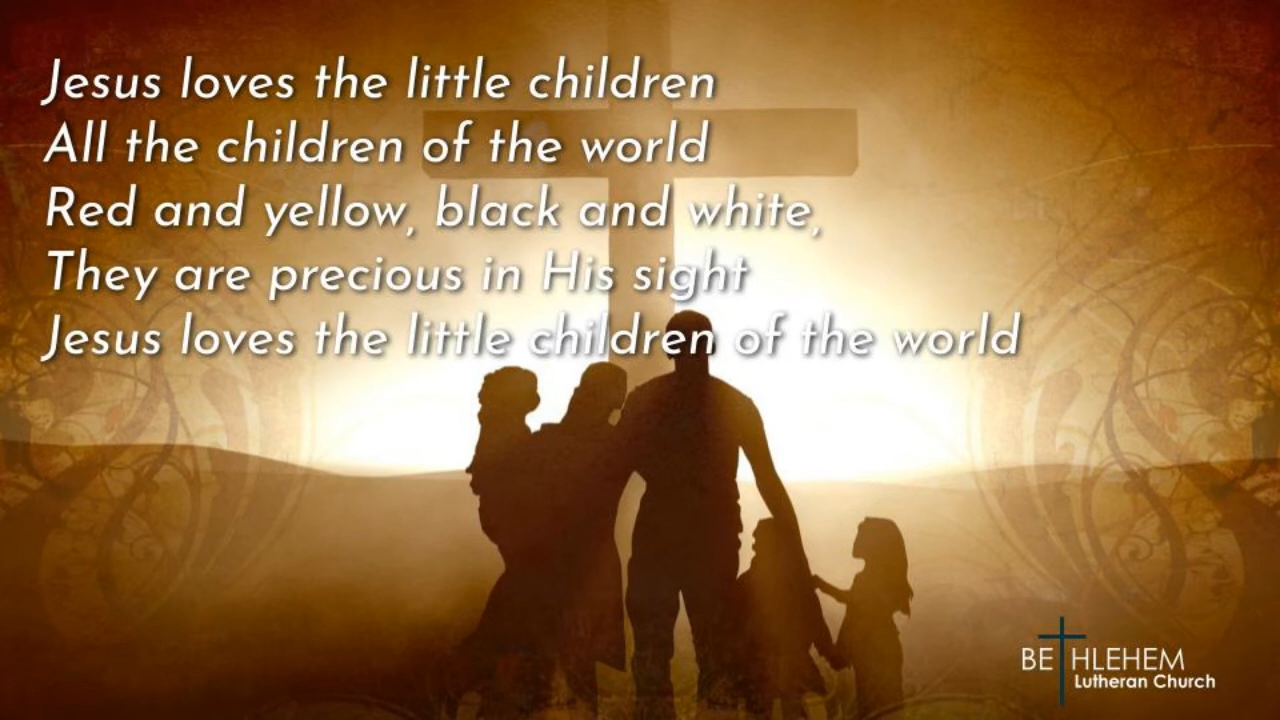 Jesus loves the little children
All the children of the world
Red and yellow, black and white,
They are precious in His sight
Jesus loves the little children of the world
BETHLEHEM
Lutheran Church